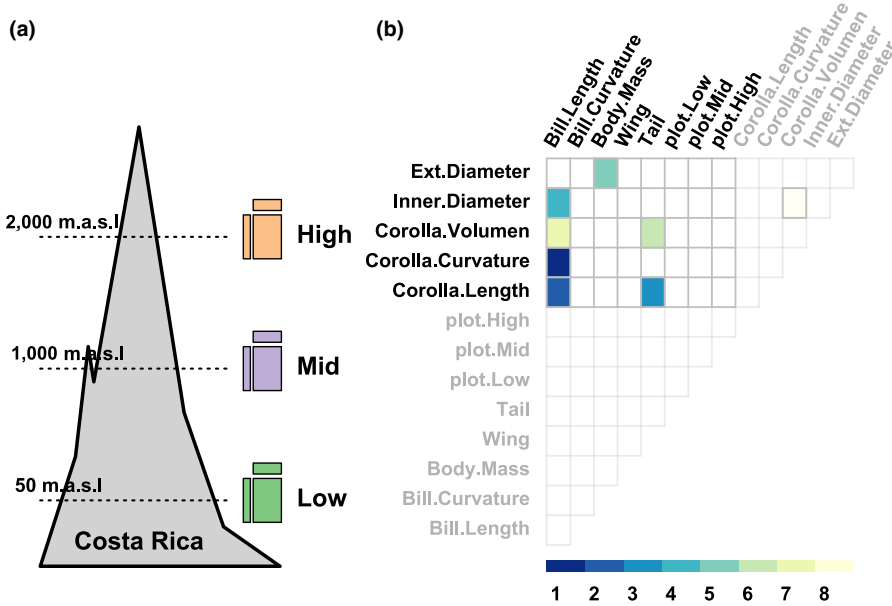 (a)
2,000 m.a.s.l
High
1,000 m.a.s.l
Mid
50 m.a.s.l
Low
Costa Rica
(b)
Bill.Length
Bill.Curvature
Body.Mass
Wing
Tail
plot.Low
plot.Mid
plot.High
Corolla.Length
Corolla.Curvature
Corolla.Volumen
Inner.Diameter
Ext.Diameter
Ext.Diameter
Inner.Diameter
Corolla.Volumen
Corolla.Curvature
Corolla.Length
plot.High
plot.Mid
plot.Low
Tail
Wing
Body.Mass
Bill.Curvature
Bill.Length
1 2 3 4 5 6 7 8